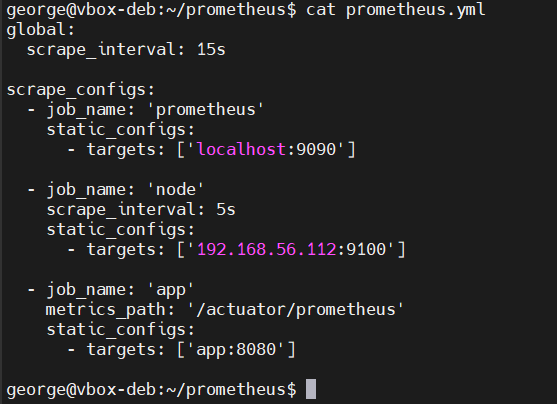 george@vbox-deb:~/prometheus$ cat prometheus.yml
global:
  scrape_interval: 15s

scrape_configs:
  - job_name: 'prometheus'
    static_configs:
      - targets: ['localhost:9090']

  - job_name: 'node'
    scrape_interval: 5s
    static_configs:
      - targets: ['192.168.56.112:9100']

  - job_name: 'app'
    metrics_path: '/actuator/prometheus'
    static_configs:
      - targets: ['app:8080']

george@vbox-deb:~/prometheus$